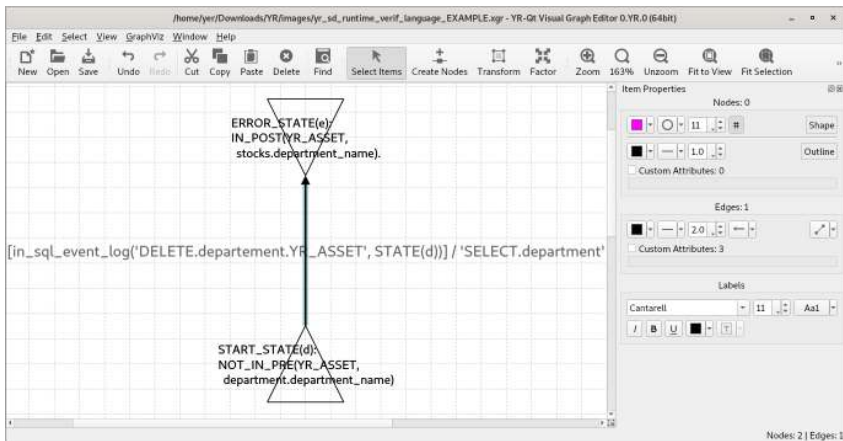 /home/yer/Downloads/YR/images/yr_sd_runtime_verif_language_EXAMPLE.xgr - YR-Qt Visual Graph Editor 0.YR.0 (64bit)
File Edit Select View GraphViz Window Help
New Open Save Undo Redo Cut Copy Paste Delete Find Select Items Create Nodes Transform Factor Zoom 163% Unzoom Fit to View Fit Selection
Item Properties
Nodes: 0
11 # Shape
1.0 Outline
Custom Attributes: 0
Edges: 1
2.0
Custom Attributes: 3
Labels
Cantarell 11 Aa1
I B U T
ERROR_STATE(e):
IN_POST(YR_ASSET,
stocks.department_name).
[in_sql_event_log('DELETE.departement.YR_ASSET', STATE(d))] / 'SELECT.department'
START_STATE(d):
NOT_IN_PRE(YR_ASSET,
department.department_name)
Nodes: 2 | Edges: 1